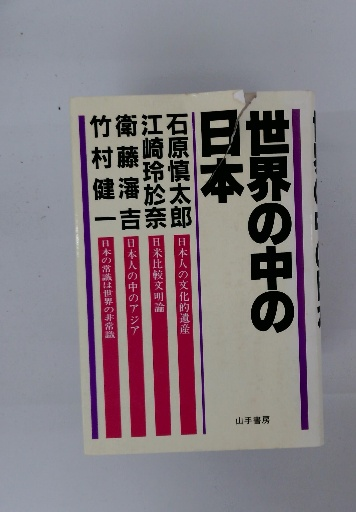 世界の中の
日本
石原慎太郎
日本人の文化的遺産
江崎玲於奈
日米比較文明論
衛藤瀋吉
日本人の中のアジア
竹村健一
日本の常識は世界の非常識
山手書房